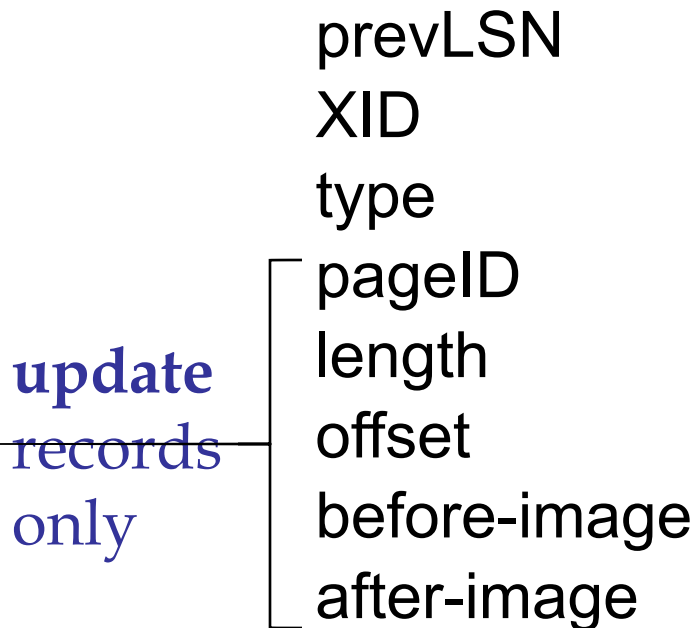 prevLSN
XID
type
pageID
length
offset
before-image
after-image
update
records
only